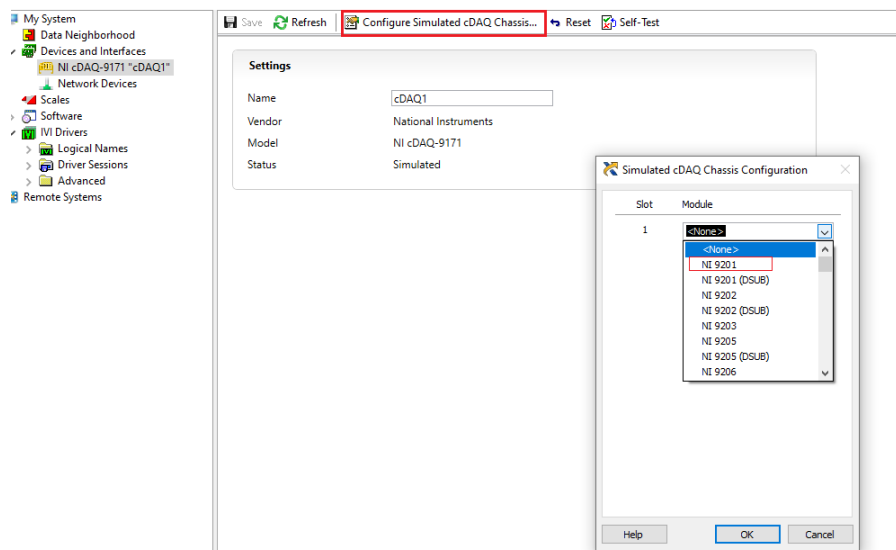 My System
Data Neighborhood
Devices and Interfaces
NI cDAQ-9171 "cDAQ1"
Network Devices
Scales
Software
IVI Drivers
Logical Names
Driver Sessions
Advanced
Remote Systems
Save Refresh Configure Simulated cDAQ Chassis... Reset Self-Test
Settings
Name cDAQ1
Vendor National Instruments
Model NI cDAQ-9171
Status Simulated
Simulated cDAQ Chassis Configuration
Slot Module
1 <None>
<None>
NI 9201
NI 9201 (DSUB)
NI 9202
NI 9202 (DSUB)
NI 9203
NI 9205
NI 9205 (DSUB)
NI 9206
Help OK Cancel